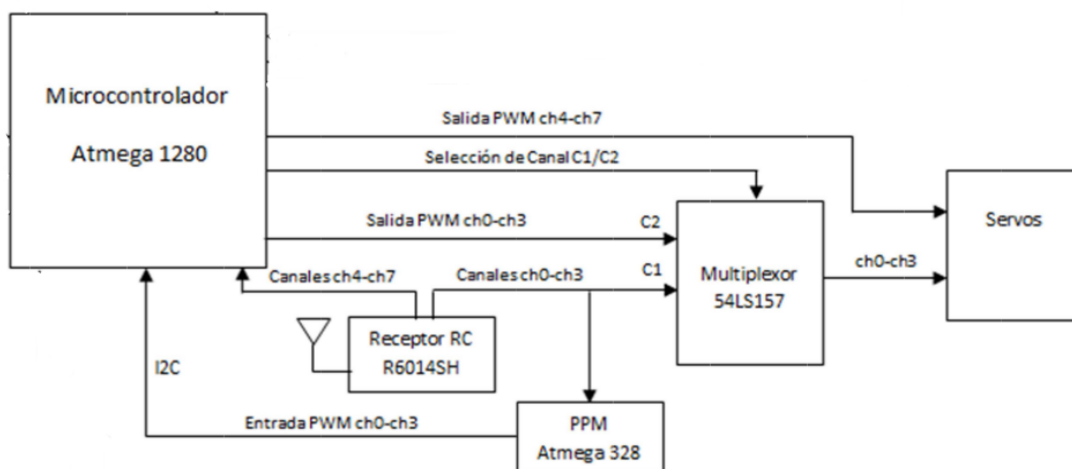 Microcontrolador
Atmega 1280
Salida PWM ch4-ch7
Selección de Canal C1/C2
Salida PWM ch0-ch3
C2
Servos
Canales ch4-ch7
Canales ch0-ch3
C1
Multiplexor
54LS157
ch0-ch3
Receptor RC
R6014SH
I2C
Entrada PWM ch0-ch3
PPM
Atmega 328